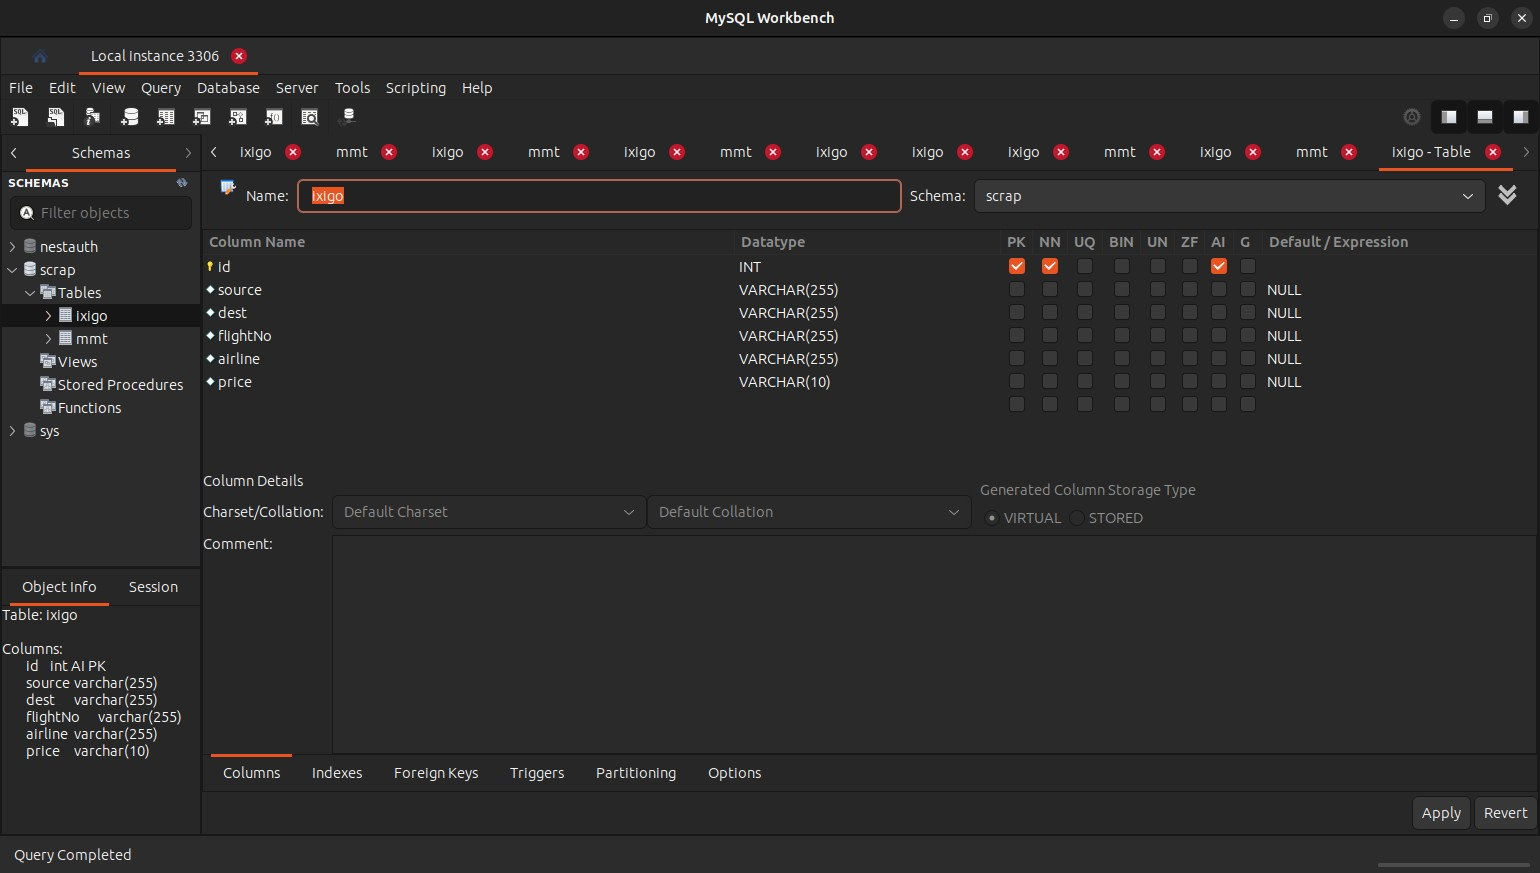 MySQL Workbench
Local Instance 3306
File Edit View Query Database Server Tools Scripting Help
Schemas
ixigo mmt ixigo mmt ixigo mmt ixigo ixigo ixigo mmt ixigo mmt ixigo - Table
SCHEMAS
Filter objects
nestauth
scrap
Tables
ixigo
mmt
Views
Stored Procedures
Functions
sys
Name: ixigo Schema: scrap
Column Name Datatype PK NN UQ BIN UN ZF AI G Default / Expression
id INT
source VARCHAR(255) NULL
dest VARCHAR(255) NULL
flightNo VARCHAR(255) NULL
airline VARCHAR(255) NULL
price VARCHAR(10) NULL
Column Details
Charset/Collation: Default Charset Default Collation
Generated Column Storage Type
VIRTUAL STORED
Comment:
Object Info Session
Table: ixigo
Columns:
id int AI PK
source varchar(255)
dest varchar(255)
flightNo varchar(255)
airline varchar(255)
price varchar(10)
Columns Indexes Foreign Keys Triggers Partitioning Options
Apply Revert
Query Completed